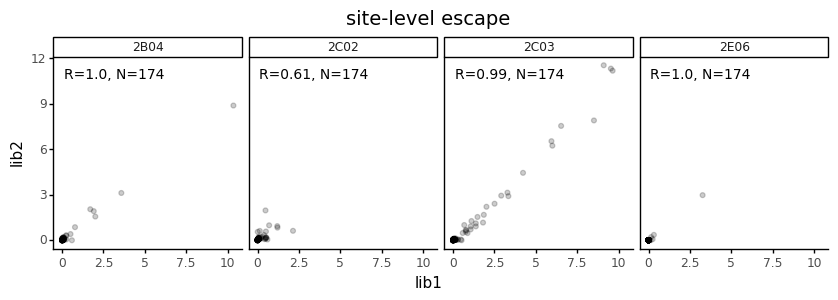 site-level escape
2B04 2C02 2C03 2E06
R=1.0, N=174 R=0.61, N=174 R=0.99, N=174 R=1.0, N=174
12
9
6
3
0
lib2
0 2.5 5 7.5 10 0 2.5 5 7.5 10 0 2.5 5 7.5 10 0 2.5 5 7.5 10
lib1